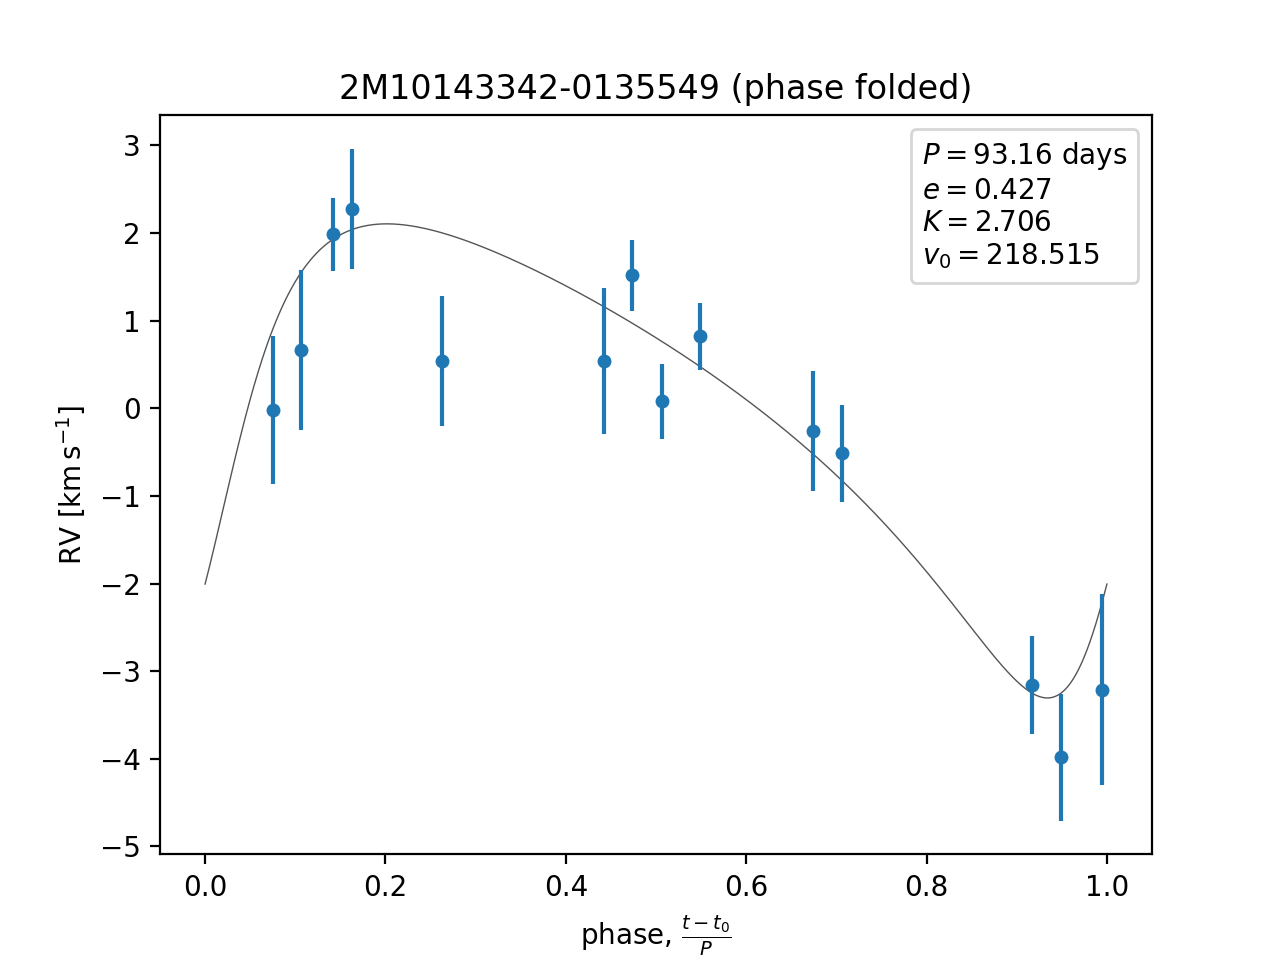 2M10143342-0135549 (phase folded)
P = 93.16 days
e = 0.427
K = 2.706
v₀ = 218.515
3
2
1
0
−1
−2
−3
−4
−5
RV [km s⁻¹]
0.0 0.2 0.4 0.6 0.8 1.0
phase, (t − t₀)/P